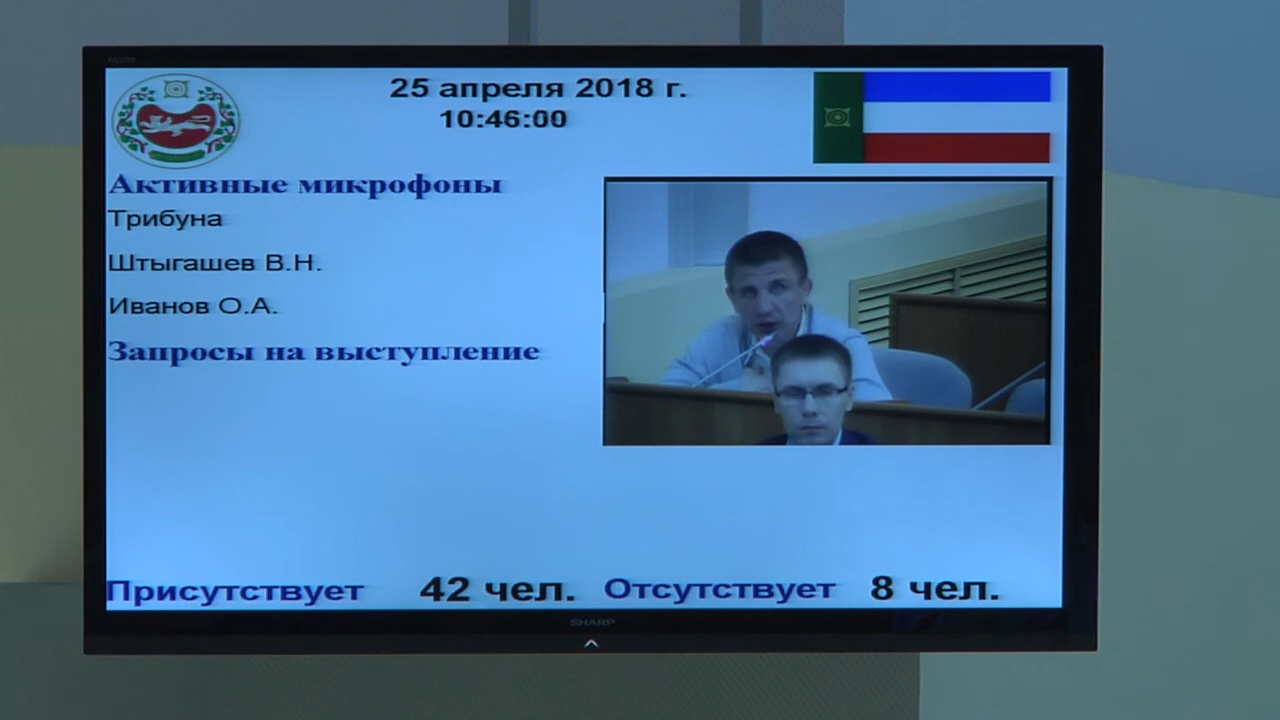 AQUOS
25 апреля 2018 г.
10:46:00
Активные микрофоны
Трибуна
Штыгашев В.Н.
Иванов О.А.
Запросы на выступление
Присутствует 42 чел. Отсутствует 8 чел.
SHARP